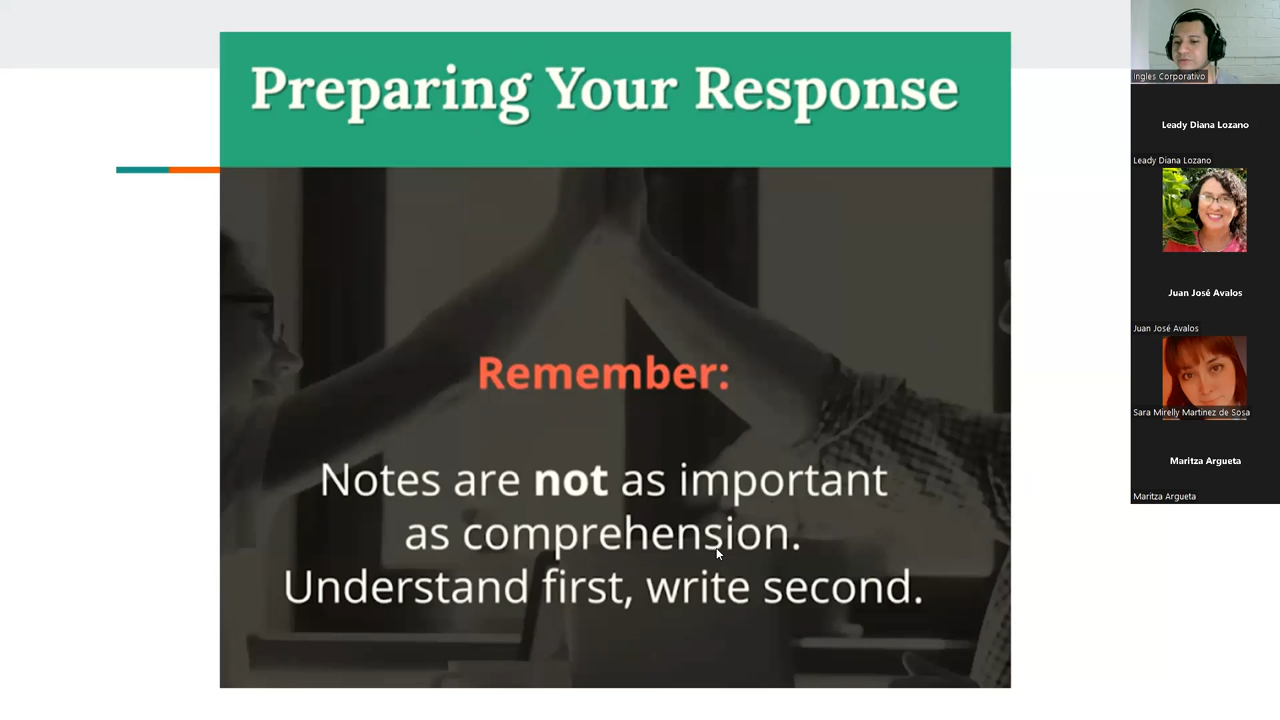 Preparing Your Response
Remember:
Notes are not as important
as comprehension.
Understand first, write second.
Ingles Corporativo
Leady Diana Lozano
Leady Diana Lozano
Juan José Avalos
Juan José Avalos
Sara Mirelly Martinez de Sosa
Maritza Argueta
Maritza Argueta